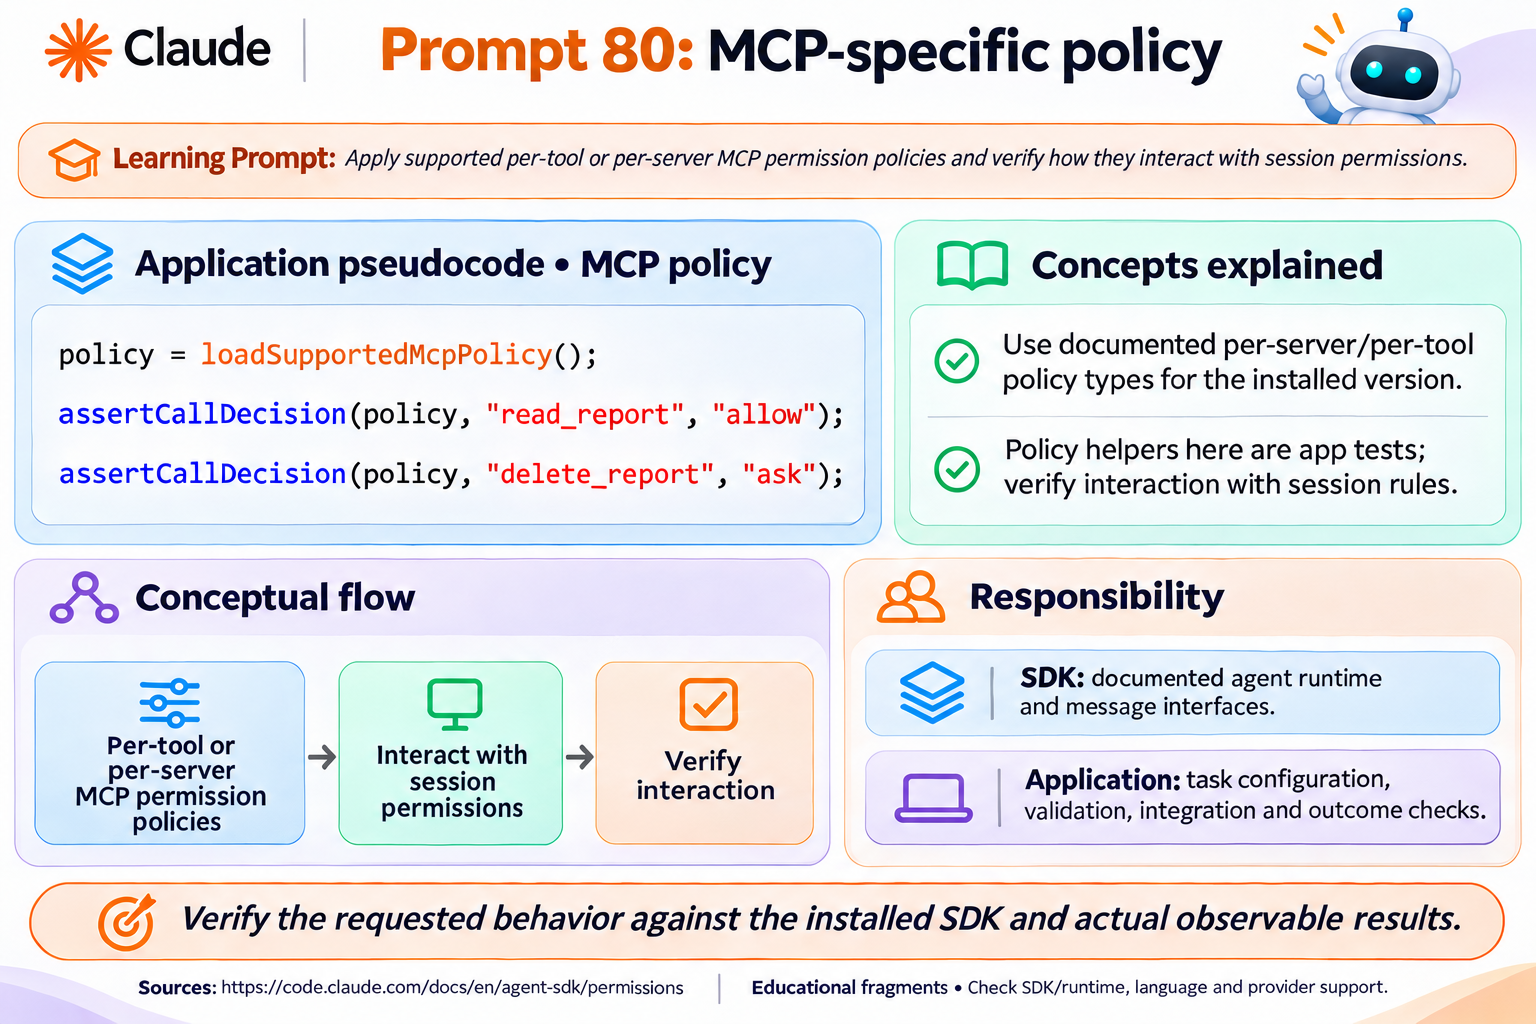 Claude
Prompt 80: MCP-specific policy
Learning Prompt: Apply supported per-tool or per-server MCP permission policies and verify how they interact with session permissions.
Application pseudocode • MCP policy
policy = loadSupportedMcpPolicy();
assertCallDecision(policy, "read_report", "allow");
assertCallDecision(policy, "delete_report", "ask");
Concepts explained
Use documented per-server/per-tool
policy types for the installed version.
Policy helpers here are app tests;
verify interaction with session rules.
Conceptual flow
Per-tool or
per-server
MCP permission
policies
Interact with
session
permissions
Verify
interaction
Responsibility
SDK: documented agent runtime
and message interfaces.
Application: task configuration,
validation, integration and outcome checks.
Verify the requested behavior against the installed SDK and actual observable results.
Sources: https://code.claude.com/docs/en/agent-sdk/permissions
Educational fragments • Check SDK/runtime, language and provider support.